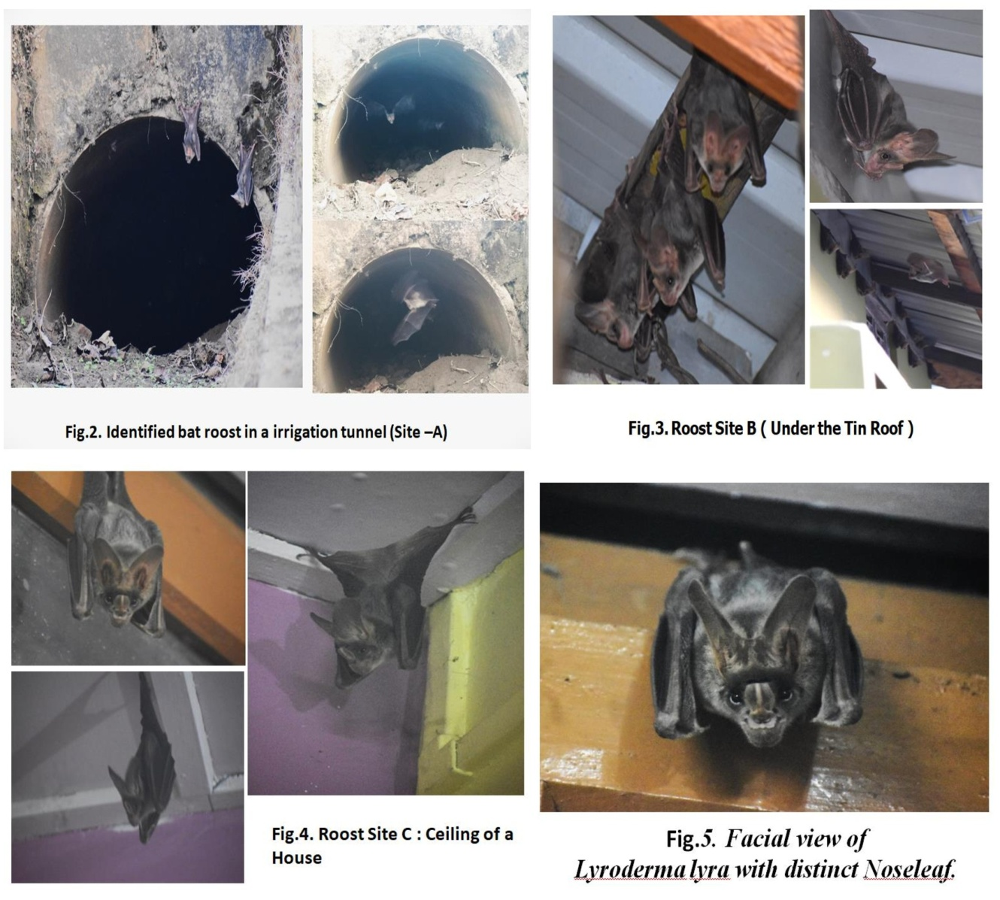 Fig.2. Identified bat roost in a irrigation tunnel (Site –A)
Fig.3. Roost Site B ( Under the Tin Roof )
Fig.4. Roost Site C : Ceiling of a
House
Fig.5. Facial view of
Lyroderma lyra with distinct Noseleaf.